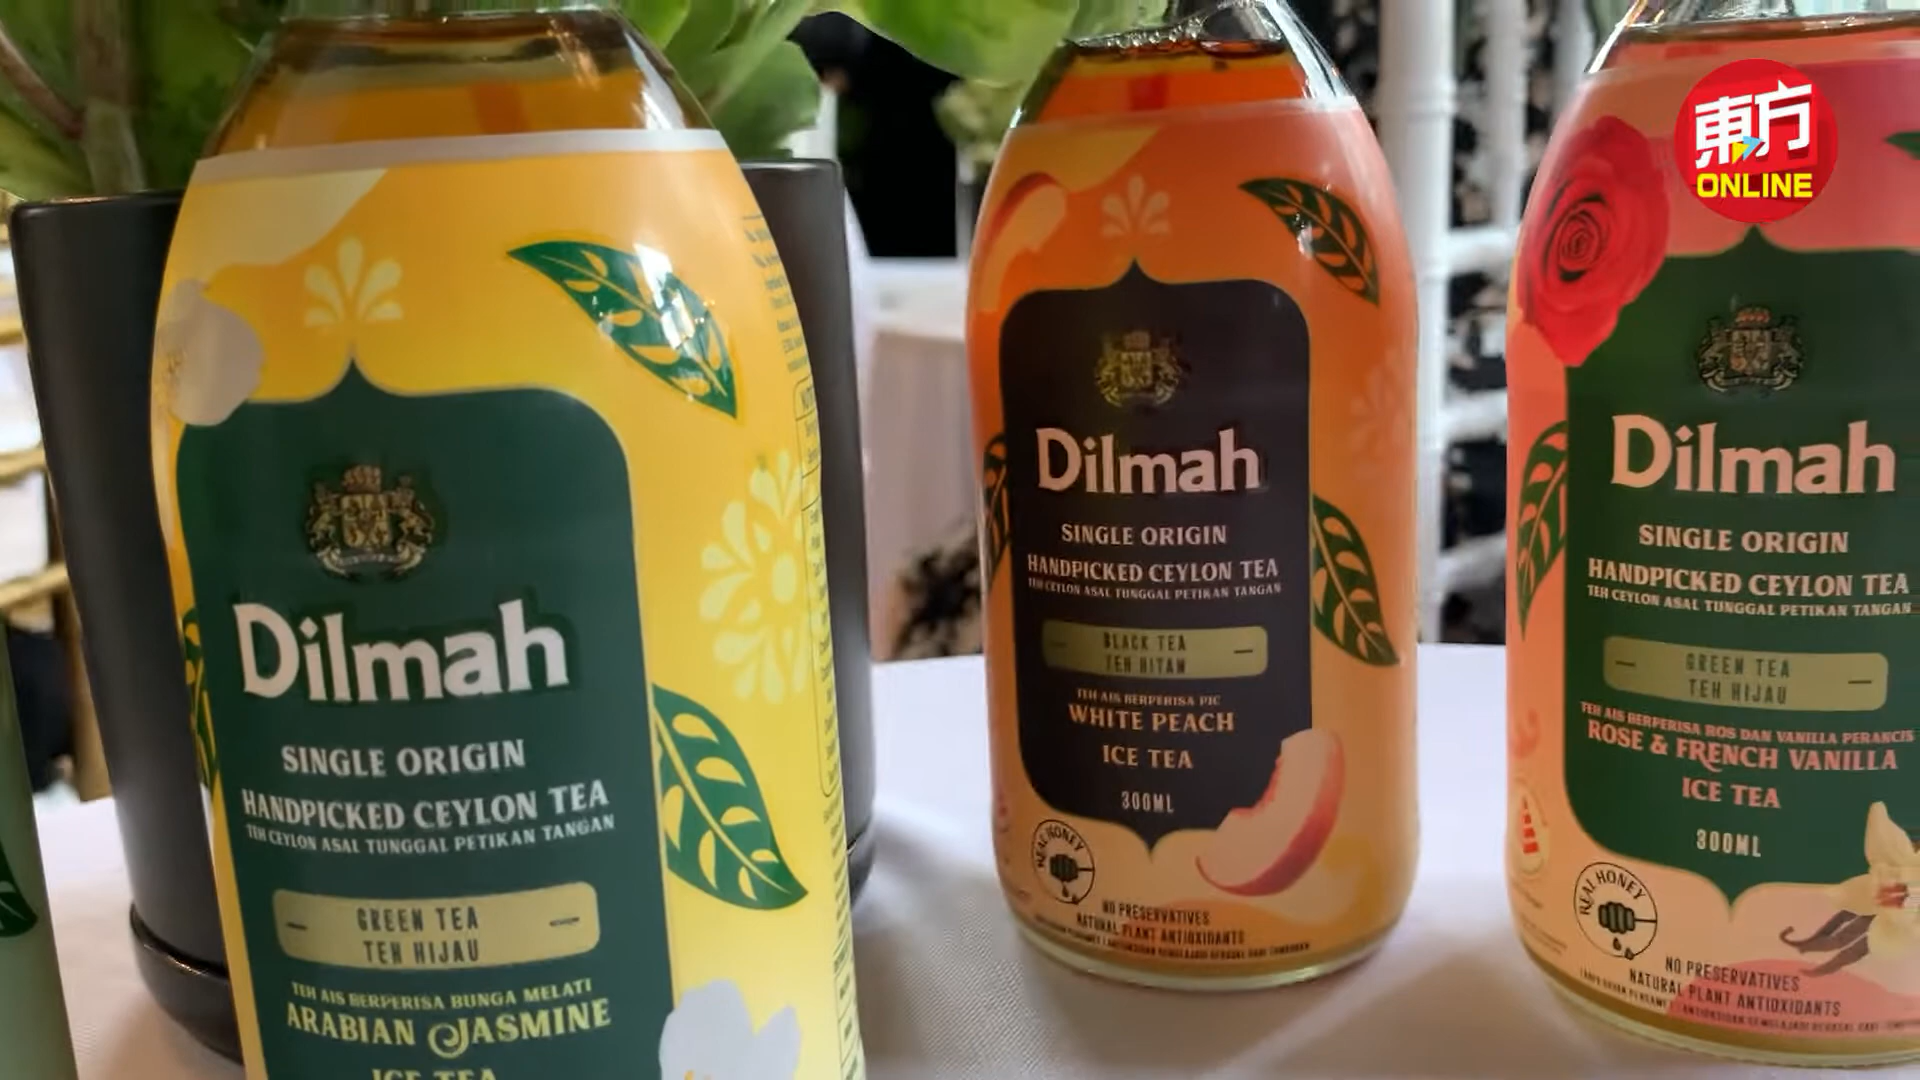 Dilmah
SINGLE ORIGIN
HANDPICKED CEYLON TEA
TEH CEYLON ASAL TUNGGAL PETIKAN TANGAN
GREEN TEA
TEH HIJAU
TEH AIS BERPERISA BUNGA MELATI
ARABIAN JASMINE
ICE TEA
Dilmah
SINGLE ORIGIN
HANDPICKED CEYLON TEA
TEH CEYLON ASAL TUNGGAL PETIKAN TANGAN
BLACK TEA
TEH HITAM
TEH AIS BERPERISA PIC
WHITE PEACH
ICE TEA
300ML
REAL HONEY
NO PRESERVATIVES
NATURAL PLANT ANTIOXIDANTS
東方
ONLINE
Dilmah
SINGLE ORIGIN
HANDPICKED CEYLON TEA
TEH CEYLON ASAL TUNGGAL PETIKAN TANGAN
GREEN TEA
TEH HIJAU
TEH AIS BERPERISA ROS DAN VANILLA PERANCIS
ROSE & FRENCH VANILLA
ICE TEA
300ML
REAL HONEY
NO PRESERVATIVES
NATURAL PLANT ANTIOXIDANTS